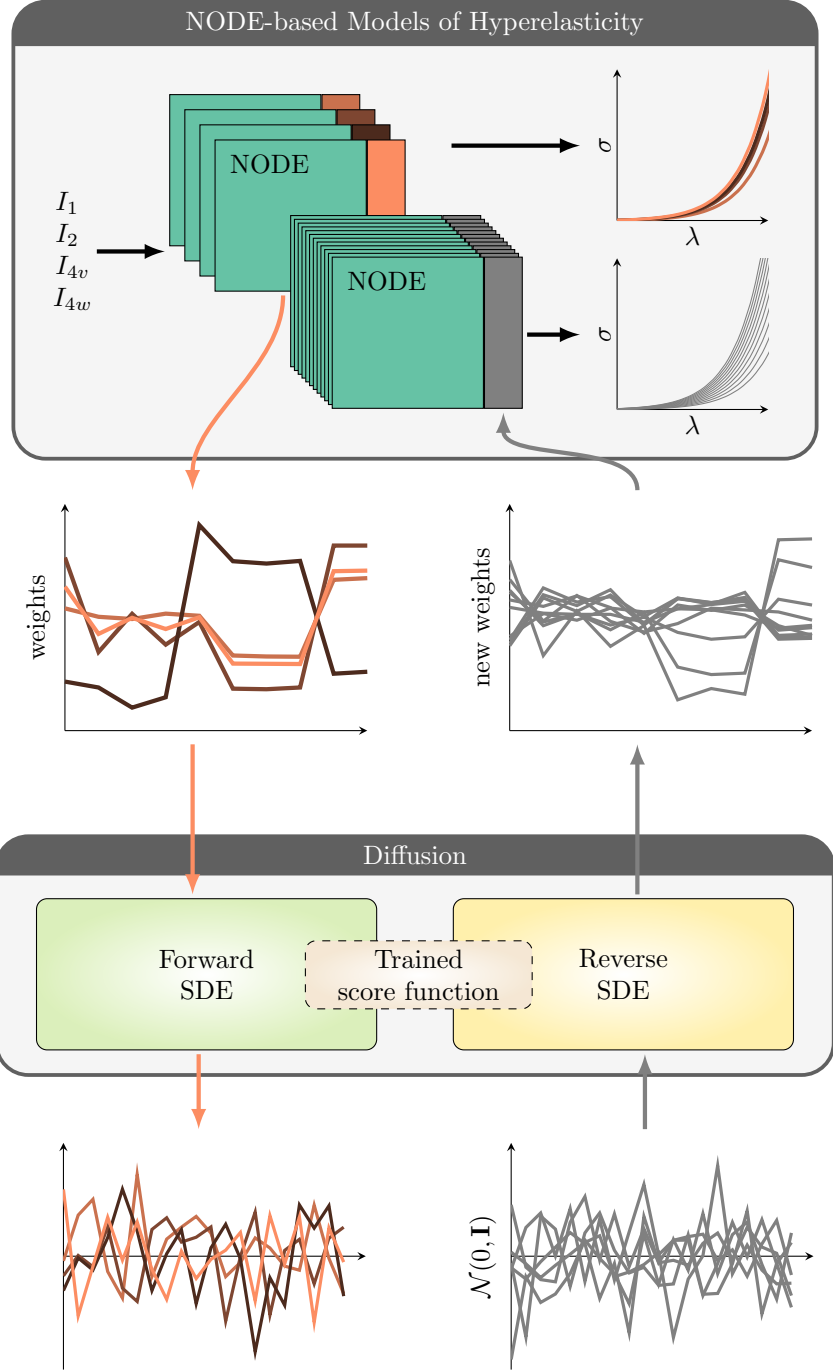 NODE-based Models of Hyperelasticity
NODE
I₁
I₂
I₄ᵥ
I₄w
NODE
σ
λ
σ
λ
weights
new weights
Diffusion
Forward
SDE
Trained
score function
Reverse
SDE
𝒩(0, 𝐈)